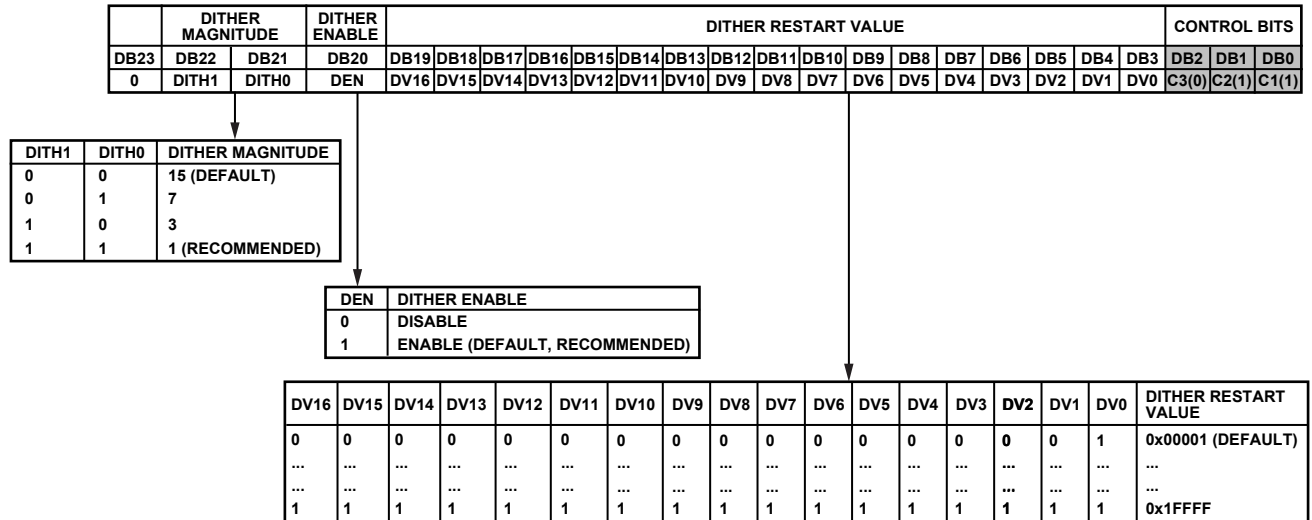 DITHER MAGNITUDE DITHER ENABLE DITHER RESTART VALUE CONTROL BITS
DB23 DB22 DB21 DB20 DB19 DB18 DB17 DB16 DB15 DB14 DB13 DB12 DB11 DB10 DB9 DB8 DB7 DB6 DB5 DB4 DB3 DB2 DB1 DB0
0 DITH1 DITH0 DEN DV16 DV15 DV14 DV13 DV12 DV11 DV10 DV9 DV8 DV7 DV6 DV5 DV4 DV3 DV2 DV1 DV0 C3(0) C2(1) C1(1)
DITH1 DITH0 DITHER MAGNITUDE
0 0 15 (DEFAULT)
0 1 7
1 0 3
1 1 1 (RECOMMENDED)
DEN DITHER ENABLE
0 DISABLE
1 ENABLE (DEFAULT, RECOMMENDED)
DV16 DV15 DV14 DV13 DV12 DV11 DV10 DV9 DV8 DV7 DV6 DV5 DV4 DV3 DV2 DV1 DV0 DITHER RESTART VALUE
0 0 0 0 0 0 0 0 0 0 0 0 0 0 0 0 1 0x00001 (DEFAULT)
... ... ... ... ... ... ... ... ... ... ... ... ... ... ... ... ... ...
... ... ... ... ... ... ... ... ... ... ... ... ... ... ... ... ... ...
1 1 1 1 1 1 1 1 1 1 1 1 1 1 1 1 1 0x1FFFF